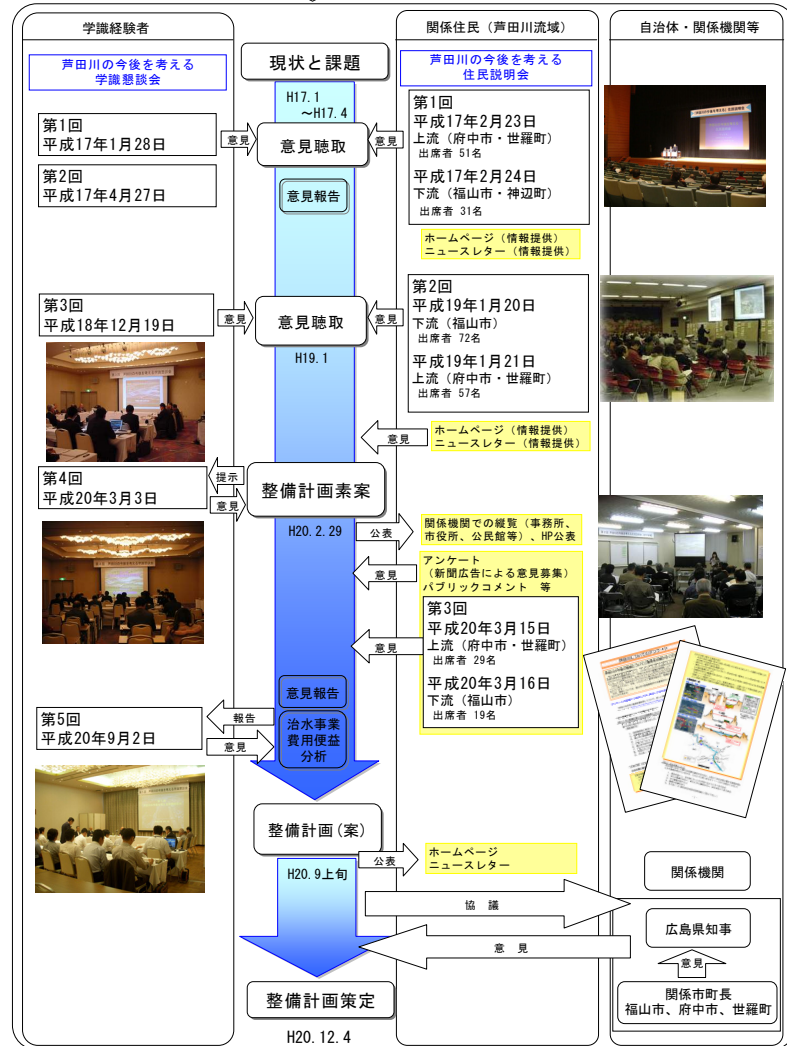 学識経験者
芦田川の今後を考える
学識懇談会
第1回
平成17年1月28日
第2回
平成17年4月27日
第3回
平成18年12月19日
第4回
平成20年3月3日
第5回
平成20年9月2日
現状と課題
H17.1
～H17.4
意見
意見聴取
意見
意見報告
意見
意見聴取
意見
H19.1
意見
提示
意見
整備計画素案
H20.2.29
公表
意見
意見
意見報告
報告
意見
治水事業
費用便益
分析
整備計画(案)
公表
H20.9上旬
協　議
意　見
整備計画策定
H20.12.4
関係住民（芦田川流域）
芦田川の今後を考える
住民説明会
第1回
平成17年2月23日
上流（府中市・世羅町）
出席者 51名
平成17年2月24日
下流（福山市・神辺町）
出席者 31名
ホームページ（情報提供）
ニュースレター（情報提供）
第2回
平成19年1月20日
下流（福山市）
出席者 72名
平成19年1月21日
上流（府中市・世羅町）
出席者 57名
ホームページ（情報提供）
ニュースレター（情報提供）
関係機関での縦覧（事務所、
市役所、公民館等）、HP公表
アンケート
（新聞広告による意見募集）
パブリックコメント　等
第3回
平成20年3月15日
上流（府中市・世羅町）
出席者 29名
平成20年3月16日
下流（福山市）
出席者 19名
ホームページ
ニュースレター
自治体・関係機関等
関係機関
広島県知事
意見
関係市町長
福山市、府中市、世羅町